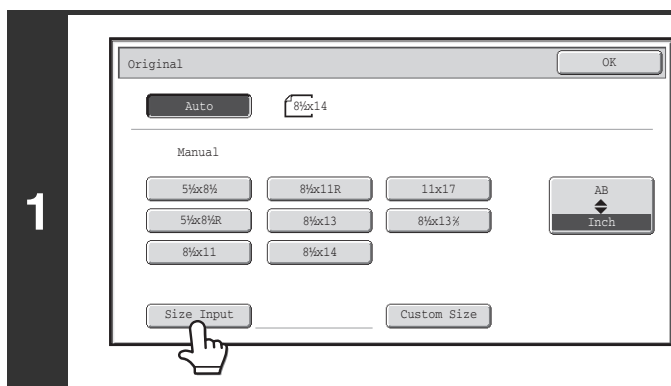 1
Original
OK
Auto
8½x14
Manual
5½x8½
8½x11R
11x17
AB
5½x8½R
8½x13
8½x13⅖
Inch
8½x11
8½x14
Size Input
Custom Size